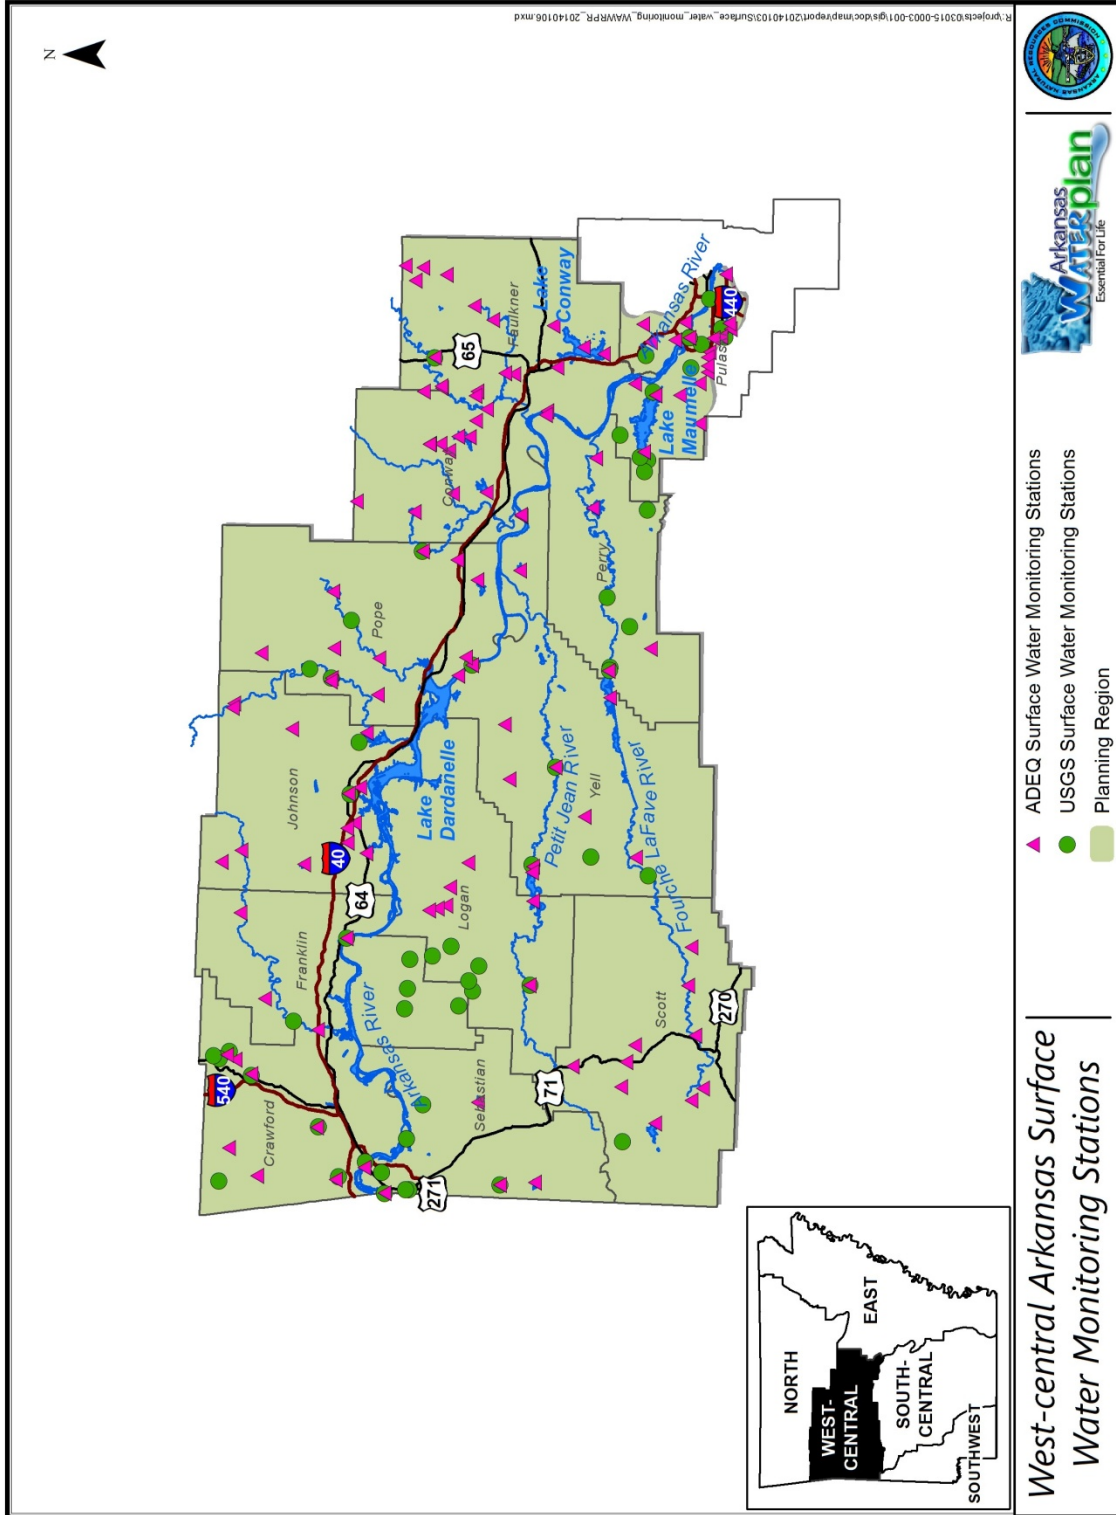 R:\projects\03015-0003-001\gis\doc\map\report\20140103\Surface_water_monitoring_WAWRPR_20140106.mxd
N
540
Crawford
Franklin
Johnson
Pope
40
64
Arkansas River
Lake
Dardanelle
Logan
Sebastian
271
71
Petit Jean River
Yell
Scott
Fourche LaFave River
270
Perry
Conway
65
Faulkner
Lake
Conway
Lake
Maumelle
Arkansas River
Pulaski
440
NORTH
WEST-
CENTRAL
EAST
SOUTH-
CENTRAL
SOUTHWEST
West-central Arkansas Surface
Water Monitoring Stations
ADEQ Surface Water Monitoring Stations
USGS Surface Water Monitoring Stations
Planning Region
Arkansas
WATERplan
Essential For Life
ARKANSAS NATURAL RESOURCES COMMISSION